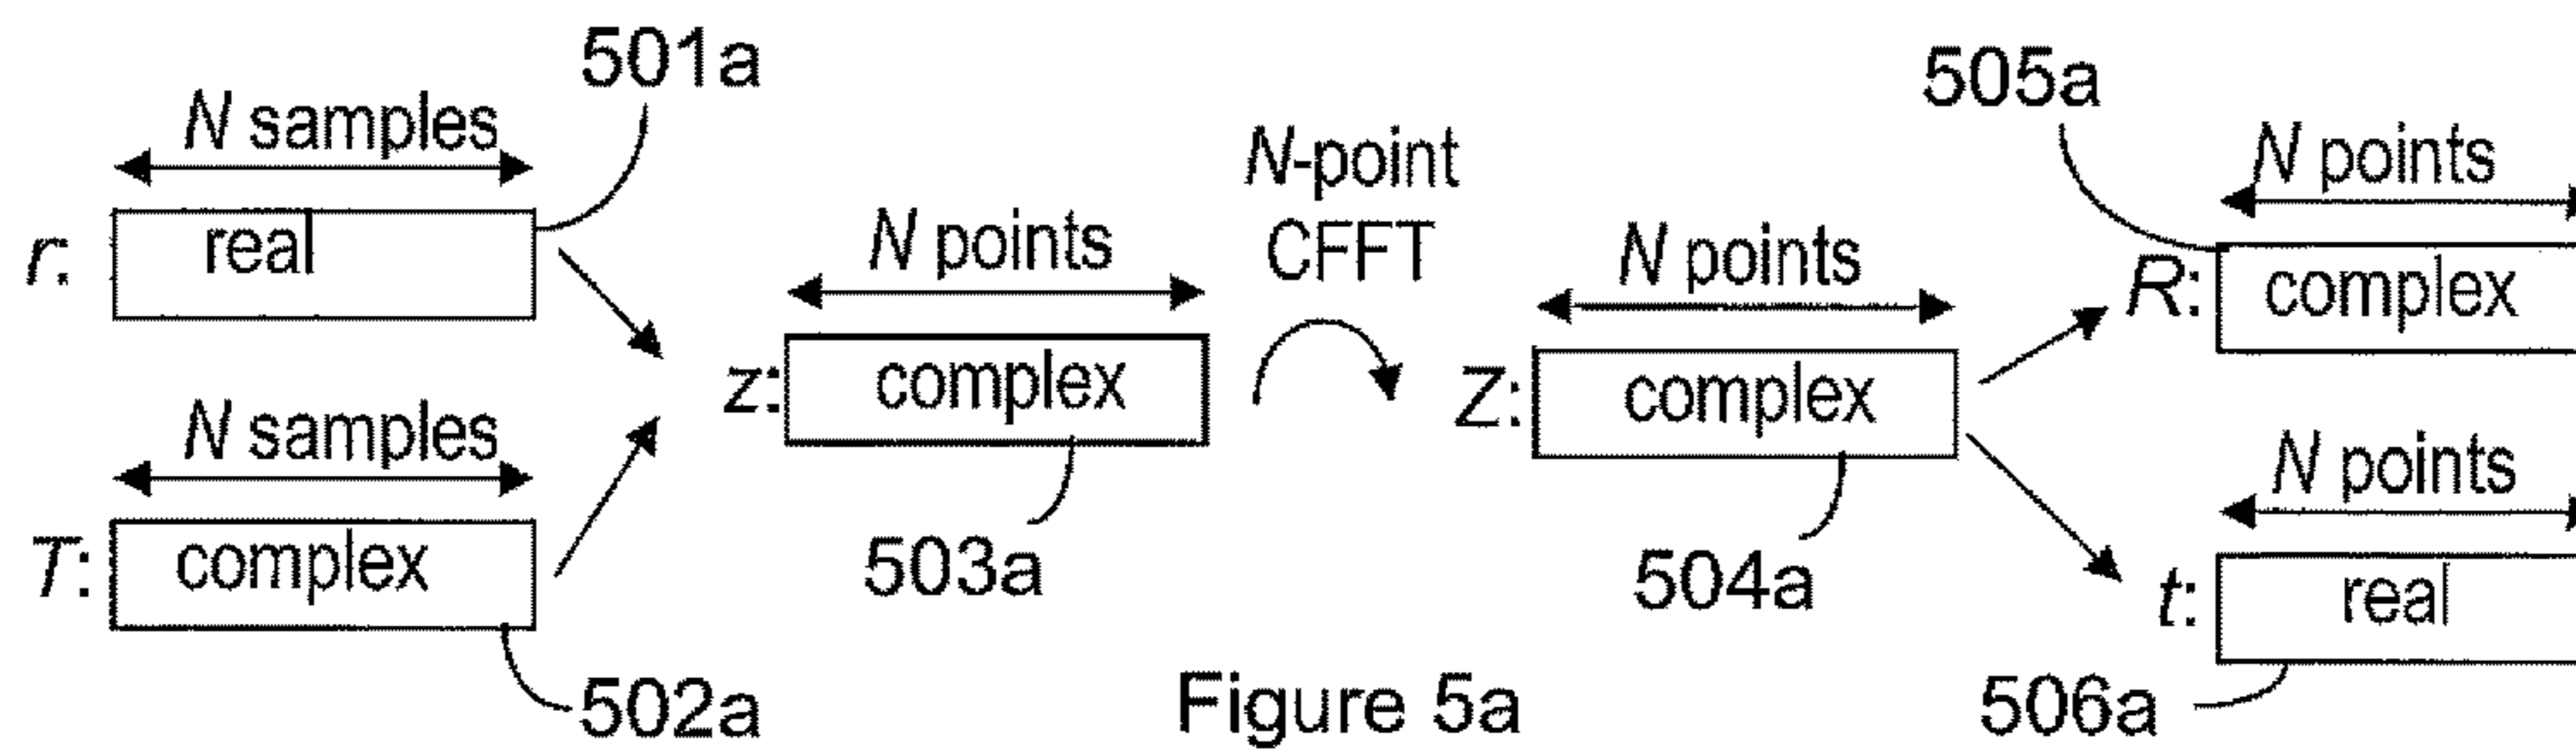 501a
N samples
r: real
N samples
T: complex
502a
N points
z: complex
503a
N-point
CFFT
N points
Z: complex
504a
505a
N points
R: complex
N points
t: real
506a
Figure 5a